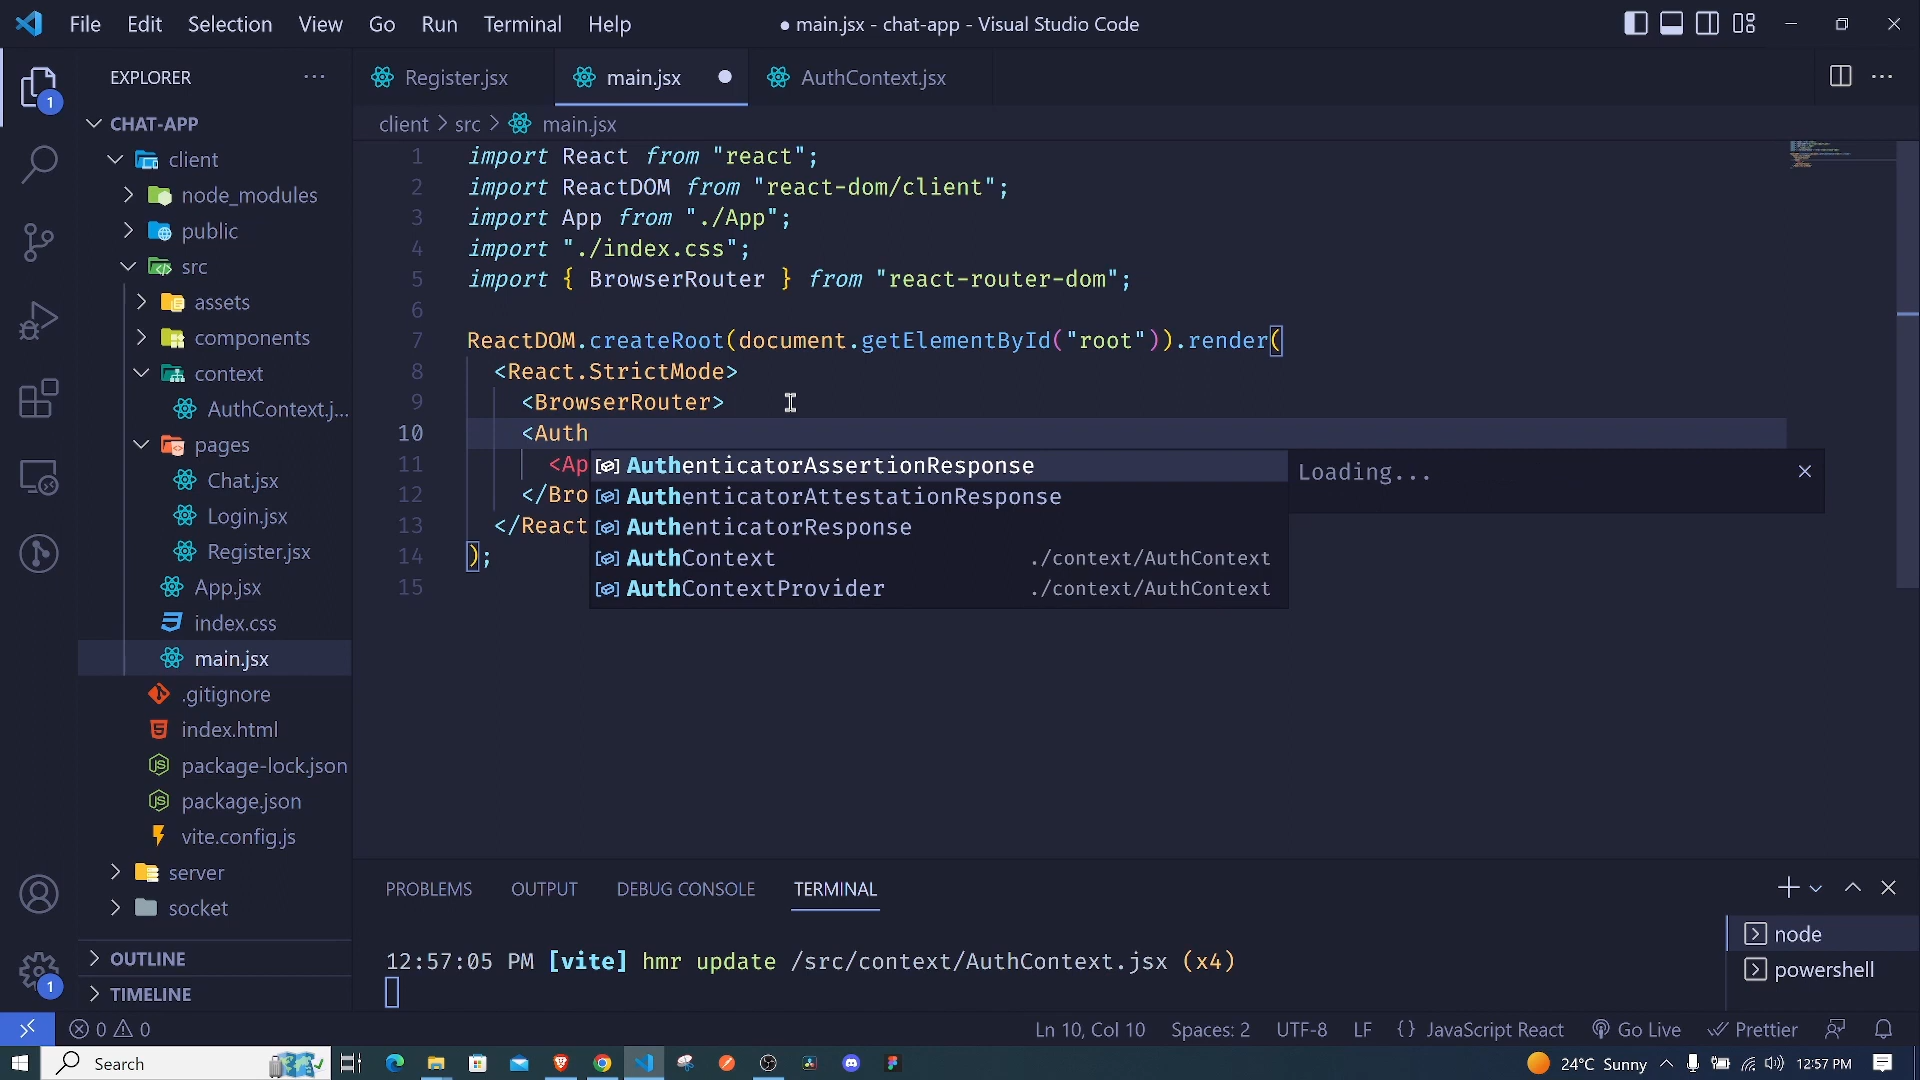 File Edit Selection View Go Run Terminal Help
● main.jsx - chat-app - Visual Studio Code
EXPLORER ...
Register.jsx main.jsx ● AuthContext.jsx
client > src > main.jsx
CHAT-APP
client
node_modules
public
src
assets
components
context
AuthContext.j...
pages
Chat.jsx
Login.jsx
Register.jsx
App.jsx
index.css
main.jsx
.gitignore
index.html
package-lock.json
package.json
vite.config.js
server
socket
OUTLINE
TIMELINE
1
1
1 import React from "react";
2 import ReactDOM from "react-dom/client";
3 import App from "./App";
4 import "./index.css";
5 import { BrowserRouter } from "react-router-dom";
6
7 ReactDOM.createRoot(document.getElementById("root")).render(
8 <React.StrictMode>
9 <BrowserRouter>
10 <Auth
11 <Ap
12 </Bro
13 </React
14 );
15
AuthenticatorAssertionResponse
AuthenticatorAttestationResponse
AuthenticatorResponse
AuthContext ./context/AuthContext
AuthContextProvider ./context/AuthContext
Loading...
PROBLEMS OUTPUT DEBUG CONSOLE TERMINAL
12:57:05 PM [vite] hmr update /src/context/AuthContext.jsx (x4)
node
powershell
0 0
Ln 10, Col 10 Spaces: 2 UTF-8 LF {} JavaScript React Go Live Prettier
Search
24°C Sunny 12:57 PM